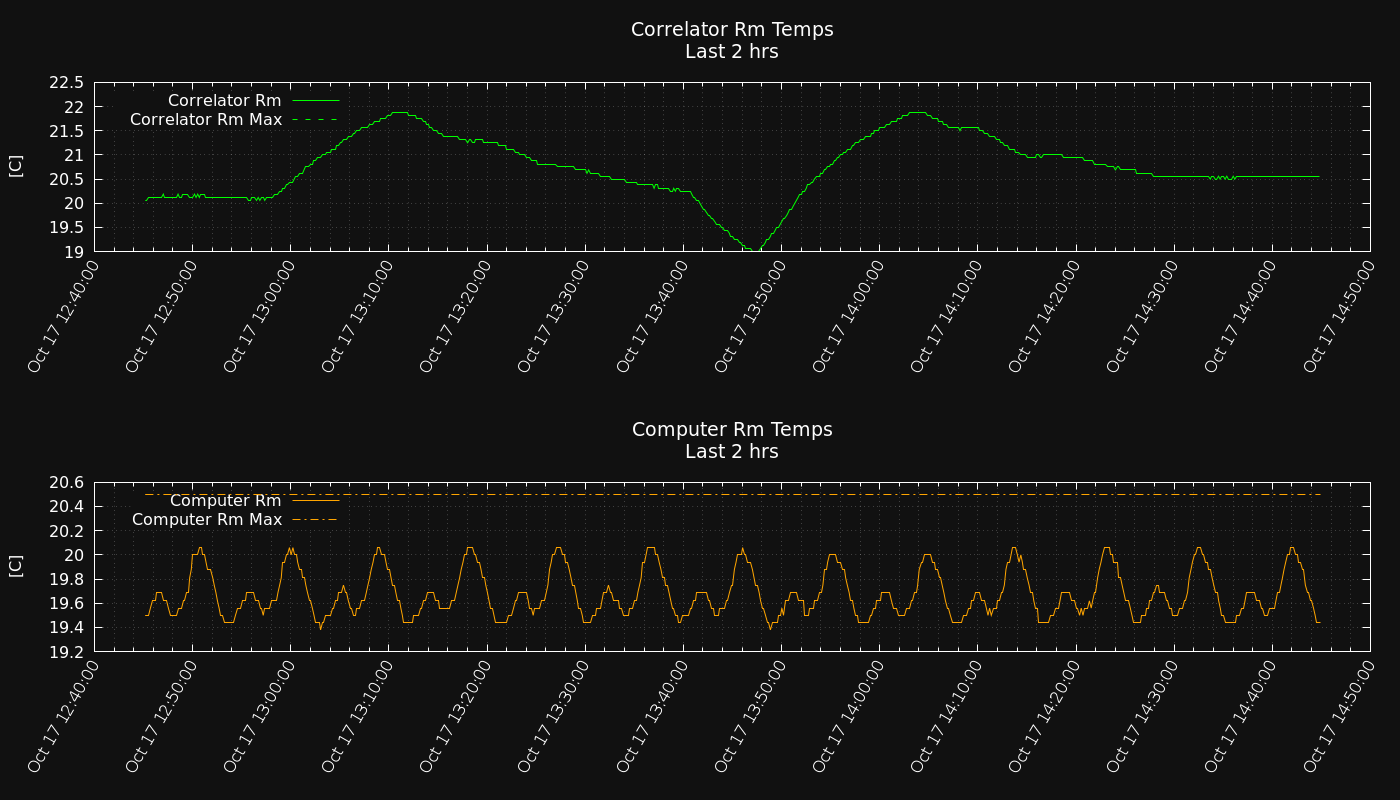 Correlator Rm Temps
Last 2 hrs
22.5
22
21.5
21
20.5
20
19.5
19
[C]
Correlator Rm
Correlator Rm Max
Oct 17 12:40:00
Oct 17 12:50:00
Oct 17 13:00:00
Oct 17 13:10:00
Oct 17 13:20:00
Oct 17 13:30:00
Oct 17 13:40:00
Oct 17 13:50:00
Oct 17 14:00:00
Oct 17 14:10:00
Oct 17 14:20:00
Oct 17 14:30:00
Oct 17 14:40:00
Oct 17 14:50:00
Computer Rm Temps
Last 2 hrs
20.6
20.4
20.2
20
19.8
19.6
19.4
19.2
[C]
Computer Rm
Computer Rm Max
Oct 17 12:40:00
Oct 17 12:50:00
Oct 17 13:00:00
Oct 17 13:10:00
Oct 17 13:20:00
Oct 17 13:30:00
Oct 17 13:40:00
Oct 17 13:50:00
Oct 17 14:00:00
Oct 17 14:10:00
Oct 17 14:20:00
Oct 17 14:30:00
Oct 17 14:40:00
Oct 17 14:50:00